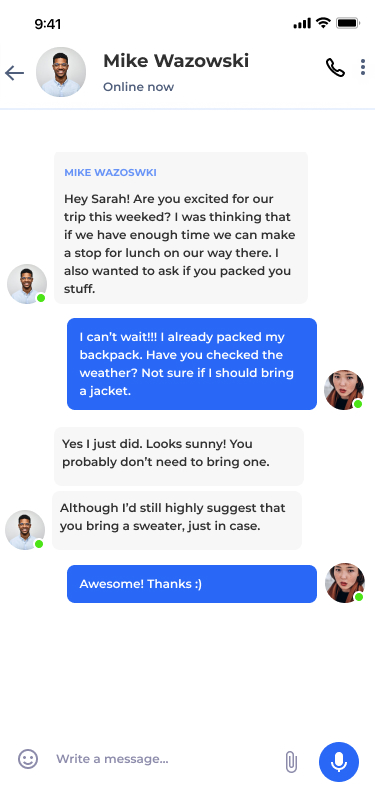 9:41
Mike Wazowski
Online now
MIKE WAZOSWKI
Hey Sarah! Are you excited for our
trip this weeked? I was thinking that
if we have enough time we can make
a stop for lunch on our way there. I
also wanted to ask if you packed you
stuff.
I can’t wait!!! I already packed my
backpack. Have you checked the
weather? Not sure if I should bring
a jacket.
Yes I just did. Looks sunny! You
probably don’t need to bring one.
Although I’d still highly suggest that
you bring a sweater, just in case.
Awesome! Thanks :)
Write a message...